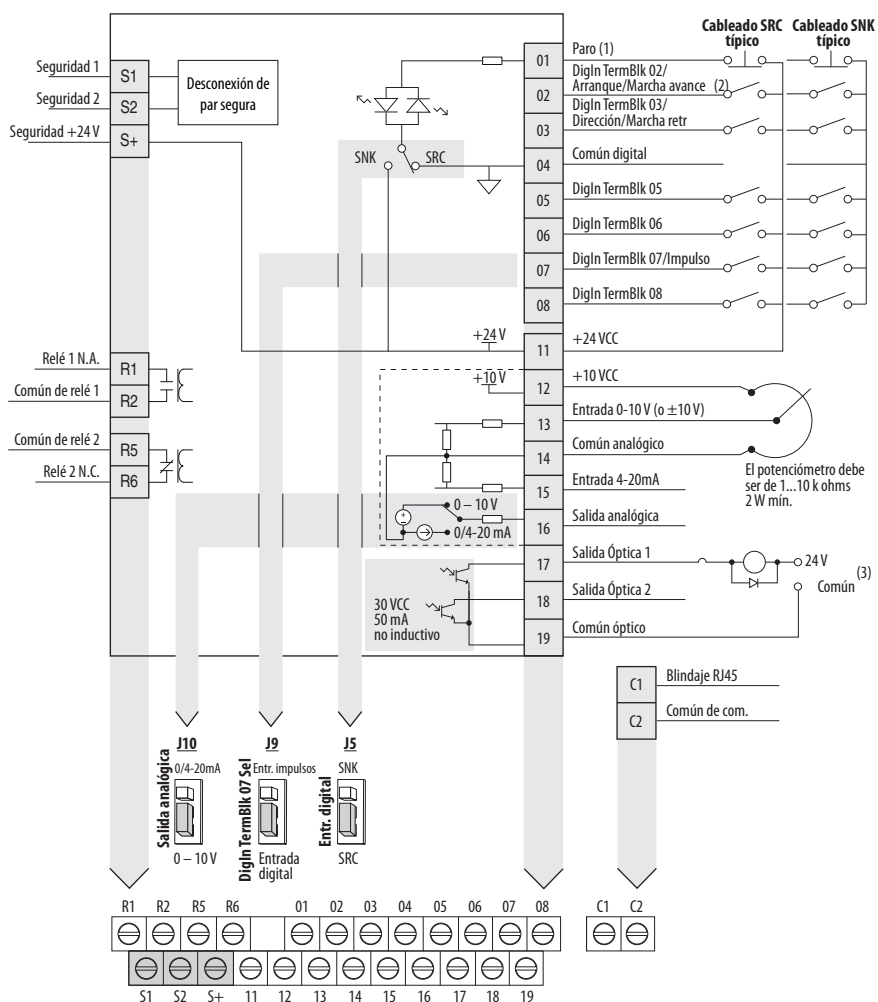 Cableado SRC típico
Cableado SNK típico
Seguridad 1
S1
Seguridad 2
S2
Seguridad +24 V
S+
Desconexión de par segura
SNK
SRC
01
Paro (1)
02
DigIn TermBlk 02/
Arranque/Marcha avance (2)
03
DigIn TermBlk 03/
Dirección/Marcha retr
04
Común digital
05
DigIn TermBlk 05
06
DigIn TermBlk 06
07
DigIn TermBlk 07/Impulso
08
DigIn TermBlk 08
+24 V
11
+24 VCC
+10 V
12
+10 VCC
13
Entrada 0-10 V (o ±10 V)
14
Común analógico
15
Entrada 4-20mA
16
Salida analógica
El potenciómetro debe
ser de 1...10 k ohms
2 W mín.
Relé 1 N.A.
R1
Común de relé 1
R2
Común de relé 2
R5
Relé 2 N.C.
R6
0 – 10 V
+
–
0/4-20 mA
17
Salida Óptica 1
18
Salida Óptica 2
19
Común óptico
24 V
Común
(3)
30 VCC
50 mA
no inductivo
C1
Blindaje RJ45
C2
Común de com.
J10
Salida analógica
0/4-20mA
0 – 10 V
J9
DigIn TermBlk 07 Sel
Entr. impulsos
Entrada
digital
J5
Entr. digital
SNK
SRC
R1 R2 R5 R6 01 02 03 04 05 06 07 08 C1 C2
S1 S2 S+ 11 12 13 14 15 16 17 18 19